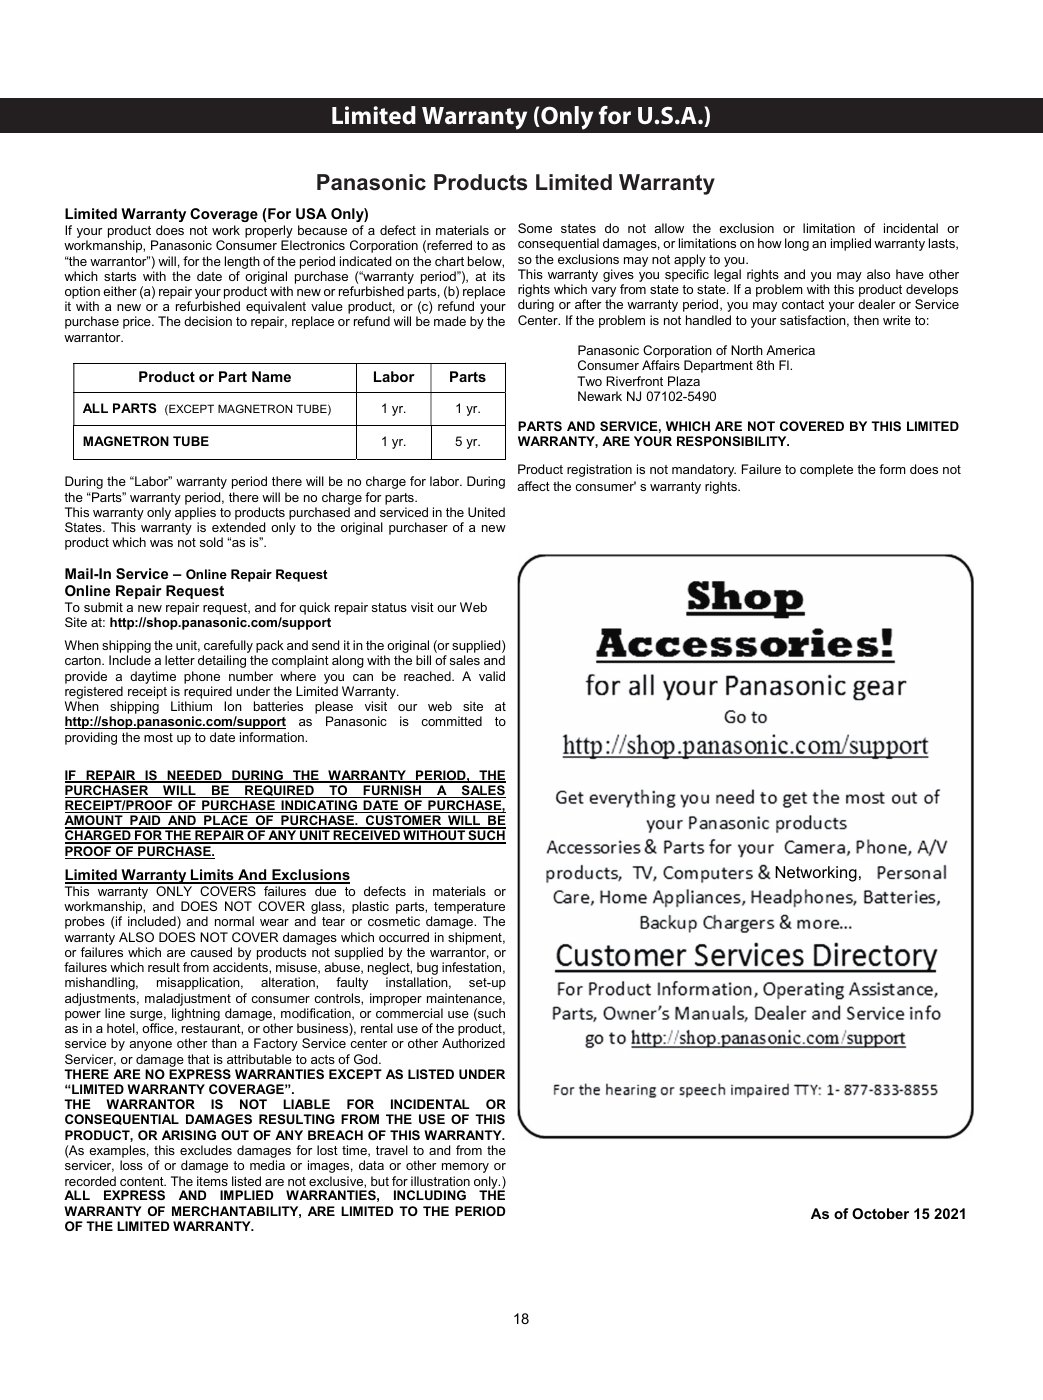 Limited Warranty (Only for U.S.A.)
Panasonic Products Limited Warranty
Limited Warranty Coverage (For USA Only)
If your product does not work properly because of a defect in materials or
workmanship, Panasonic Consumer Electronics Corporation (referred to as
“the warrantor”) will, for the length of the period indicated on the chart below,
which starts with the date of original purchase (“warranty period”), at its
option either (a) repair your product with new or refurbished parts, (b) replace
it with a new or a refurbished equivalent value product, or (c) refund your
purchase price. The decision to repair, replace or refund will be made by the
warrantor.
Product or Part Name Labor Parts
ALL PARTS (EXCEPT MAGNETRON TUBE) 1 yr. 1 yr.
MAGNETRON TUBE 1 yr. 5 yr.
During the “Labor” warranty period there will be no charge for labor. During
the “Parts” warranty period, there will be no charge for parts.
This warranty only applies to products purchased and serviced in the United
States. This warranty is extended only to the original purchaser of a new
product which was not sold “as is”.
Mail-In Service – Online Repair Request
Online Repair Request
To submit a new repair request, and for quick repair status visit our Web
Site at: http://shop.panasonic.com/support
When shipping the unit, carefully pack and send it in the original (or supplied)
carton. Include a letter detailing the complaint along with the bill of sales and
provide a daytime phone number where you can be reached. A valid
registered receipt is required under the Limited Warranty.
When shipping Lithium Ion batteries please visit our web site at
http://shop.panasonic.com/support as Panasonic is committed to
providing the most up to date information.
IF REPAIR IS NEEDED DURING THE WARRANTY PERIOD, THE
PURCHASER WILL BE REQUIRED TO FURNISH A SALES
RECEIPT/PROOF OF PURCHASE INDICATING DATE OF PURCHASE,
AMOUNT PAID AND PLACE OF PURCHASE. CUSTOMER WILL BE
CHARGED FOR THE REPAIR OF ANY UNIT RECEIVED WITHOUT SUCH
PROOF OF PURCHASE.
Limited Warranty Limits And Exclusions
This warranty ONLY COVERS failures due to defects in materials or
workmanship, and DOES NOT COVER glass, plastic parts, temperature
probes (if included) and normal wear and tear or cosmetic damage. The
warranty ALSO DOES NOT COVER damages which occurred in shipment,
or failures which are caused by products not supplied by the warrantor, or
failures which result from accidents, misuse, abuse, neglect, bug infestation,
mishandling, misapplication, alteration, faulty installation, set-up
adjustments, maladjustment of consumer controls, improper maintenance,
power line surge, lightning damage, modification, or commercial use (such
as in a hotel, office, restaurant, or other business), rental use of the product,
service by anyone other than a Factory Service center or other Authorized
Servicer, or damage that is attributable to acts of God.
THERE ARE NO EXPRESS WARRANTIES EXCEPT AS LISTED UNDER
“LIMITED WARRANTY COVERAGE”.
THE WARRANTOR IS NOT LIABLE FOR INCIDENTAL OR
CONSEQUENTIAL DAMAGES RESULTING FROM THE USE OF THIS
PRODUCT, OR ARISING OUT OF ANY BREACH OF THIS WARRANTY.
(As examples, this excludes damages for lost time, travel to and from the
servicer, loss of or damage to media or images, data or other memory or
recorded content. The items listed are not exclusive, but for illustration only.)
ALL EXPRESS AND IMPLIED WARRANTIES, INCLUDING THE
WARRANTY OF MERCHANTABILITY, ARE LIMITED TO THE PERIOD
OF THE LIMITED WARRANTY.
Some states do not allow the exclusion or limitation of incidental or
consequential damages, or limitations on how long an implied warranty lasts,
so the exclusions may not apply to you.
This warranty gives you specific legal rights and you may also have other
rights which vary from state to state. If a problem with this product develops
during or after the warranty period, you may contact your dealer or Service
Center. If the problem is not handled to your satisfaction, then write to:
Panasonic Corporation of North America
Consumer Affairs Department 8th Fl.
Two Riverfront Plaza
Newark NJ 07102-5490
PARTS AND SERVICE, WHICH ARE NOT COVERED BY THIS LIMITED
WARRANTY, ARE YOUR RESPONSIBILITY.
Product registration is not mandatory. Failure to complete the form does not
affect the consumer' s warranty rights.
Shop
Accessories!
for all your Panasonic gear
Go to
http://shop.panasonic.com/support
Get everything you need to get the most out of
your Panasonic products
Accessories & Parts for your Camera, Phone, A/V
products, TV, Computers & Networking, Personal
Care, Home Appliances, Headphones, Batteries,
Backup Chargers & more...
Customer Services Directory
For Product Information, Operating Assistance,
Parts, Owner’s Manuals, Dealer and Service info
go to http://shop.panasonic.com/support
For the hearing or speech impaired TTY: 1- 877-833-8855
As of October 15 2021
18